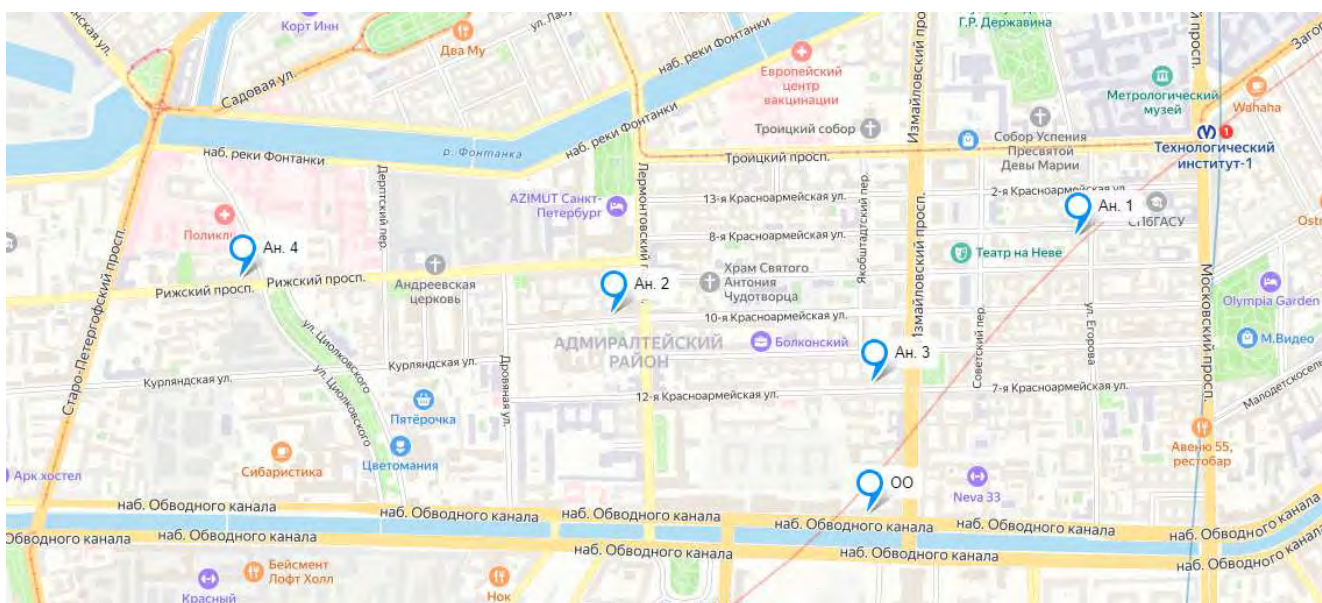 Корт Инн
Два Му
Садовая ул.
наб. реки Фонтанки
Европейский
центр
вакцинации
Г.Р. Державина
Измайловский просп.
Метрологический
музей
Wahaha
Троицкий собор
Собор Успения
Пресвятой
Девы Марии
1
Технологический
институт-1
наб. реки Фонтанки
р. Фонтанка
наб. реки Фонтанки
Троицкий просп.
Дерптский пер.
Лермонтовский
AZIMUT Санкт-
Петербург
13-я Красноармейская ул.
2-я Красноармейская ул.
Ан. 1
СПбГАСУ
8-я Красноармейская ул.
Якобштадтский пер.
Измайловский просп.
Театр на Неве
Ан. 4
Рижский просп.
Рижский просп.
Андреевская
церковь
Ан. 2
Храм Святого
Антония
Чудотворца
Старо-Петергофский просп.
Московский просп.
Olympia Garden
10-я Красноармейская ул.
ул. Егорова
Советский пер.
М.Видео
АДМИРАЛТЕЙСКИЙ
РАЙОН
Болконский
Ан. 3
ул. Циолковского
ул. Циолковского
Курляндская ул.
Курляндская ул.
Дровяная ул.
12-я Красноармейская ул.
7-я Красноармейская ул.
Пятёрочка
Цветомания
Сибаристика
Авеню 55,
рестобар
Арк хостел
ОО
Neva 33
наб. Обводного канала
наб. Обводного канала
наб. Обводного канала
наб. Обводного канала
наб. Обводного канала
наб. Обводного канала
Обводного канала
наб. Обводного канала
наб. Обводного канала
наб. Обводного канала
наб. Обводного канала
Бейсмент
Лофт Холл
Красный
Нок